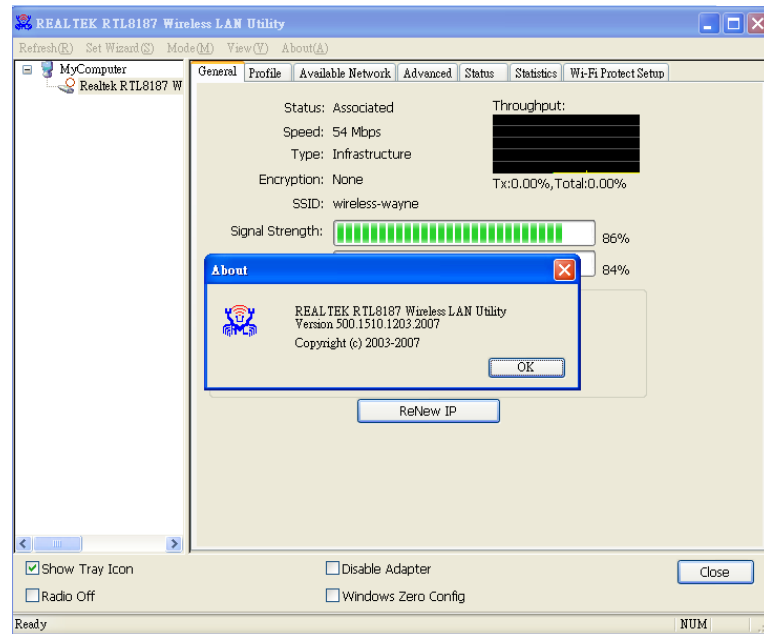 REALTEK RTL8187 Wireless LAN Utility
Refresh(R) Set Wizard(S) Mode(M) View(V) About(A)
MyComputer
Realtek RTL8187 W
General Profile Available Network Advanced Status Statistics Wi-Fi Protect Setup
Status: Associated
Speed: 54 Mbps
Type: Infrastructure
Encryption: None
SSID: wireless-wayne
Signal Strength: 86%
Throughput:
Tx:0.00%,Total:0.00%
84%
About
REALTEK RTL8187 Wireless LAN Utility
Version 500.1510.1203.2007
Copyright (c) 2003-2007
OK
ReNew IP
Show Tray Icon
Radio Off
Disable Adapter
Windows Zero Config
Close
Ready NUM